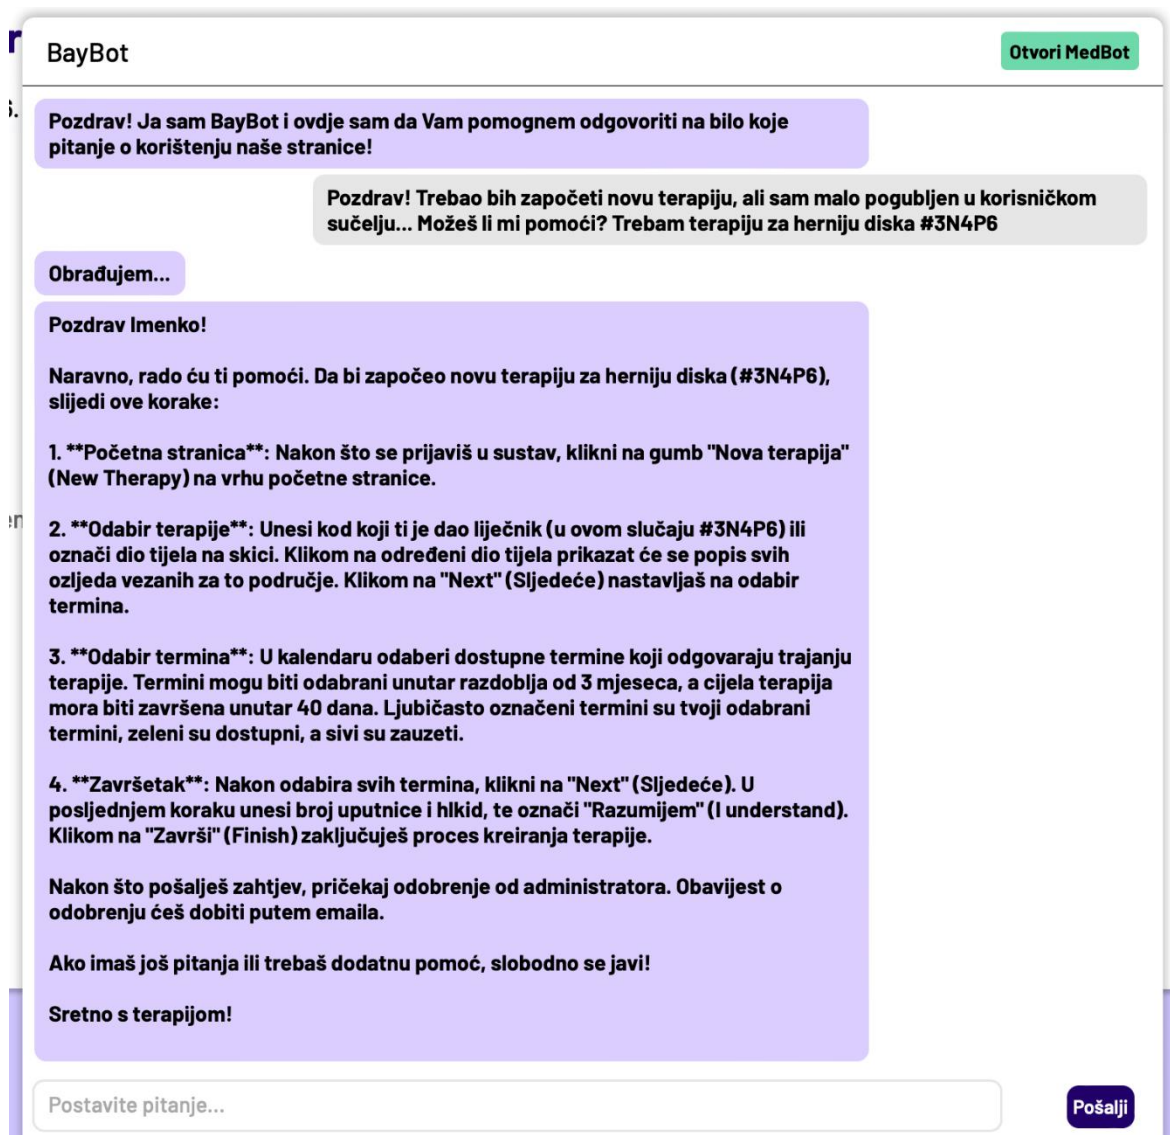 BayBot
Otvori MedBot
Pozdrav! Ja sam BayBot i ovdje sam da Vam pomognem odgovoriti na bilo koje
pitanje o korištenju naše stranice!
Pozdrav! Trebao bih započeti novu terapiju, ali sam malo pogubljen u korisničkom
sučelju... Možeš li mi pomoći? Trebam terapiju za herniju diska #3N4P6
Obrađujem...
Pozdrav Imenko!
Naravno, rado ću ti pomoći. Da bi započeo novu terapiju za herniju diska (#3N4P6),
slijedi ove korake:
1. **Početna stranica**: Nakon što se prijaviš u sustav, klikni na gumb "Nova terapija"
(New Therapy) na vrhu početne stranice.
2. **Odabir terapije**: Unesi kod koji ti je dao liječnik (u ovom slučaju #3N4P6) ili
označi dio tijela na skici. Klikom na određeni dio tijela prikazat će se popis svih
ozljeda vezanih za to područje. Klikom na "Next" (Sljedeće) nastavljaš na odabir
termina.
3. **Odabir termina**: U kalendaru odaberi dostupne termine koji odgovaraju trajanju
terapije. Termini mogu biti odabrani unutar razdoblja od 3 mjeseca, a cijela terapija
mora biti završena unutar 40 dana. Ljubičasto označeni termini su tvoji odabrani
termini, zeleni su dostupni, a sivi su zauzeti.
4. **Završetak**: Nakon odabira svih termina, klikni na "Next" (Sljedeće). U
posljednjem koraku unesi broj uputnice i hlkid, te označi "Razumijem" (I understand).
Klikom na "Završi" (Finish) zaključuješ proces kreiranja terapije.
Nakon što pošalješ zahtjev, pričekaj odobrenje od administratora. Obavijest o
odobrenju ćeš dobiti putem emaila.
Ako imaš još pitanja ili trebaš dodatnu pomoć, slobodno se javi!
Sretno s terapijom!
Postavite pitanje...
Pošalji